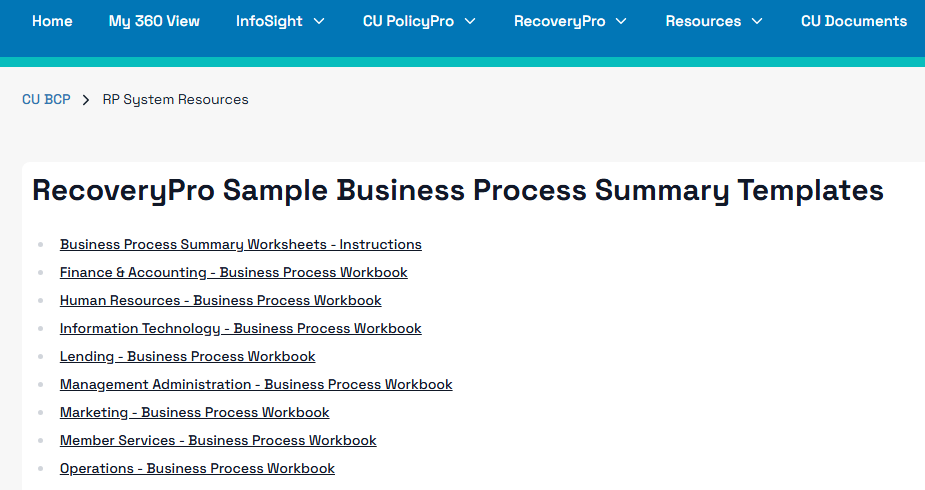 Home My 360 View InfoSight CU PolicyPro RecoveryPro Resources CU Documents
CU BCP > RP System Resources
RecoveryPro Sample Business Process Summary Templates
Business Process Summary Worksheets - Instructions
Finance & Accounting - Business Process Workbook
Human Resources - Business Process Workbook
Information Technology - Business Process Workbook
Lending - Business Process Workbook
Management Administration - Business Process Workbook
Marketing - Business Process Workbook
Member Services - Business Process Workbook
Operations - Business Process Workbook